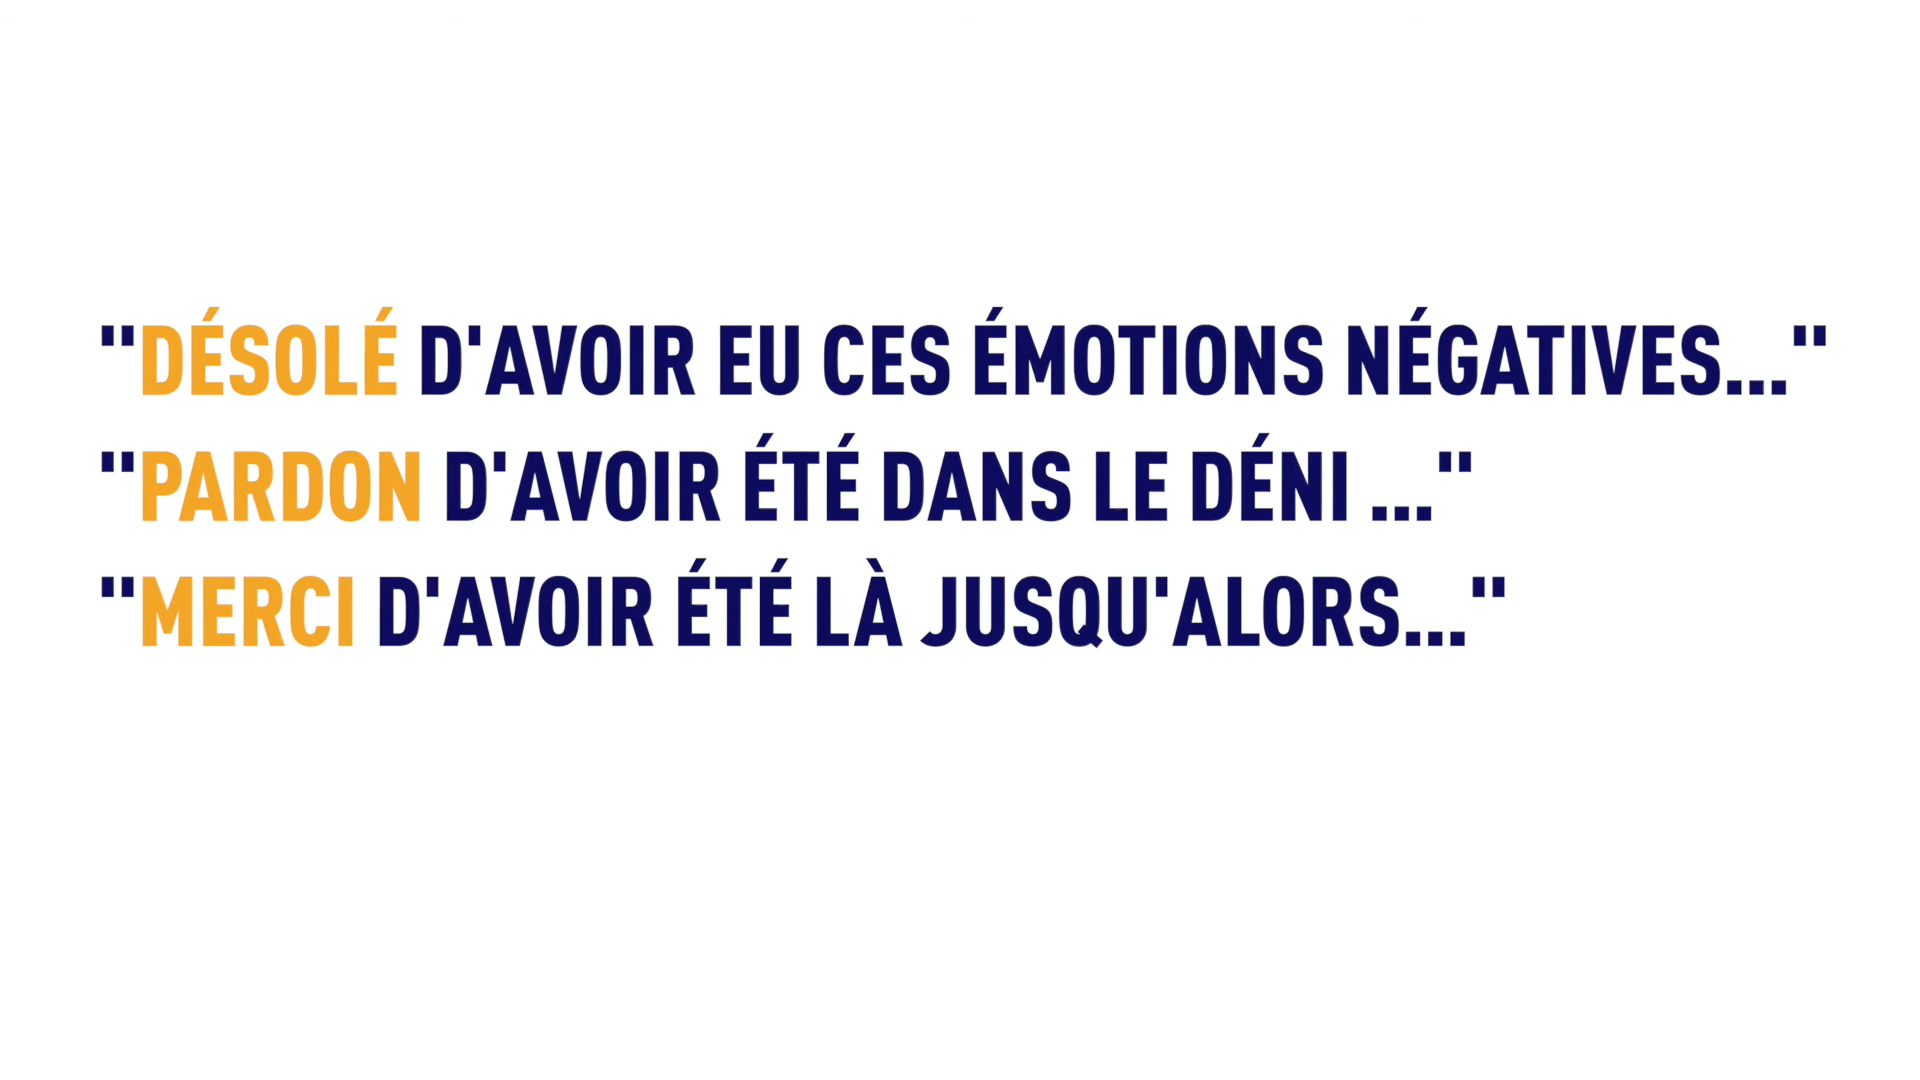 "DÉSOLÉ D'AVOIR EU CES ÉMOTIONS NÉGATIVES..."
"PARDON D'AVOIR ÉTÉ DANS LE DÉNI ..."
"MERCI D'AVOIR ÉTÉ LÀ JUSQU'ALORS..."